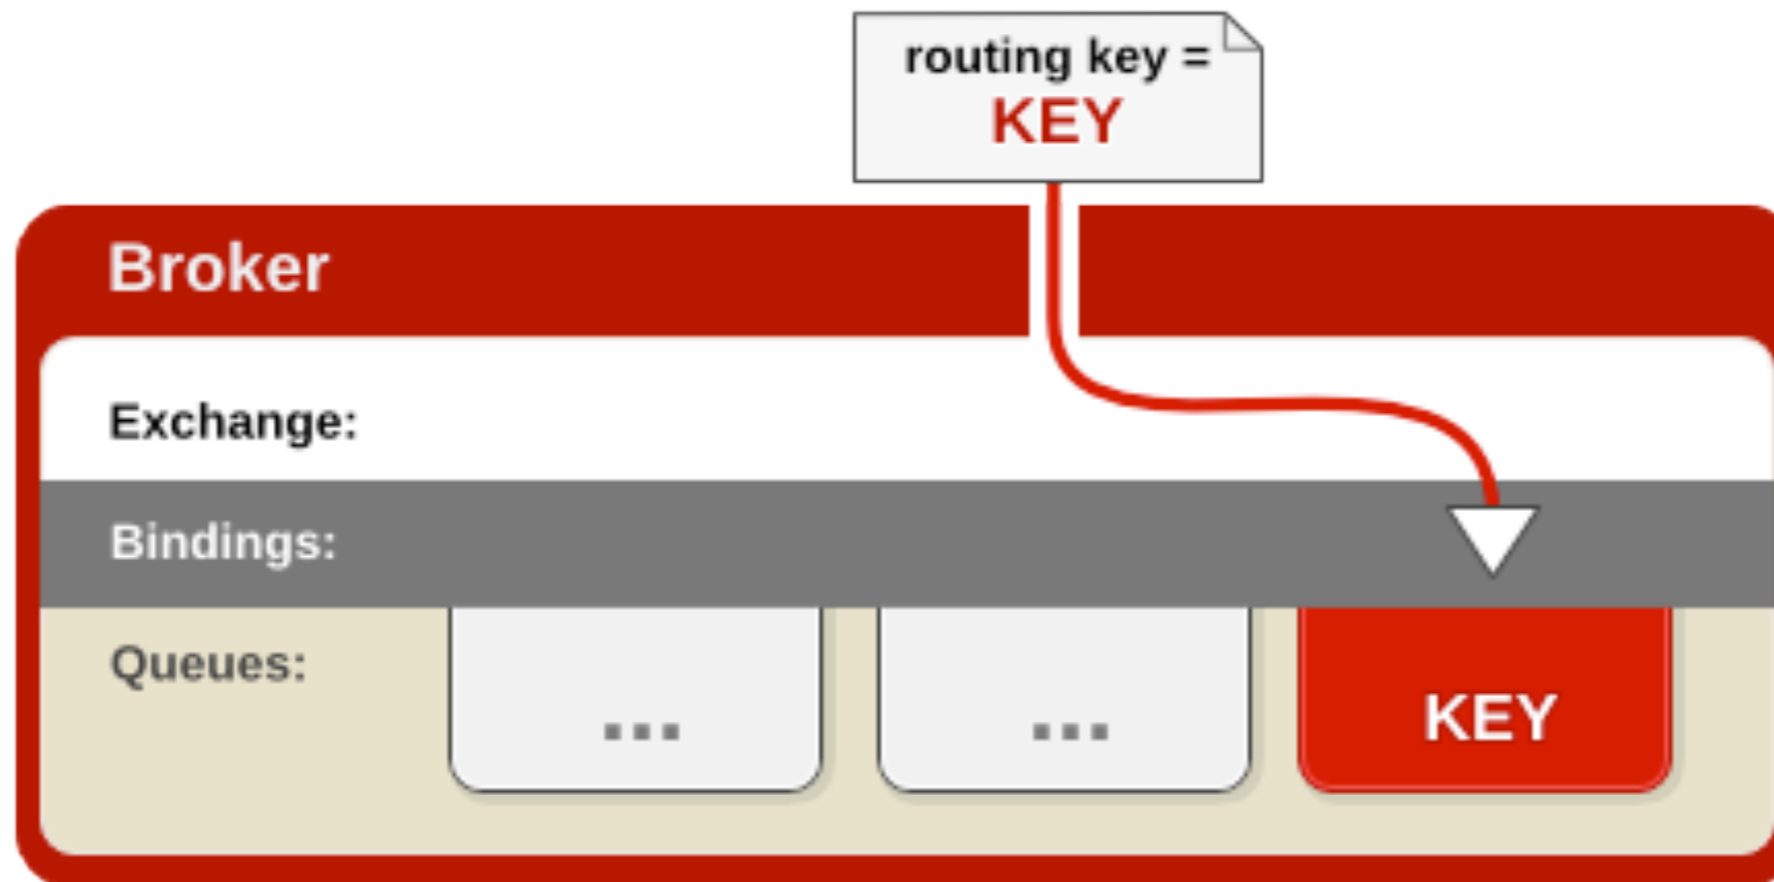 routing key =
KEY
Broker
Exchange:
Bindings:
Queues:
...
...
KEY